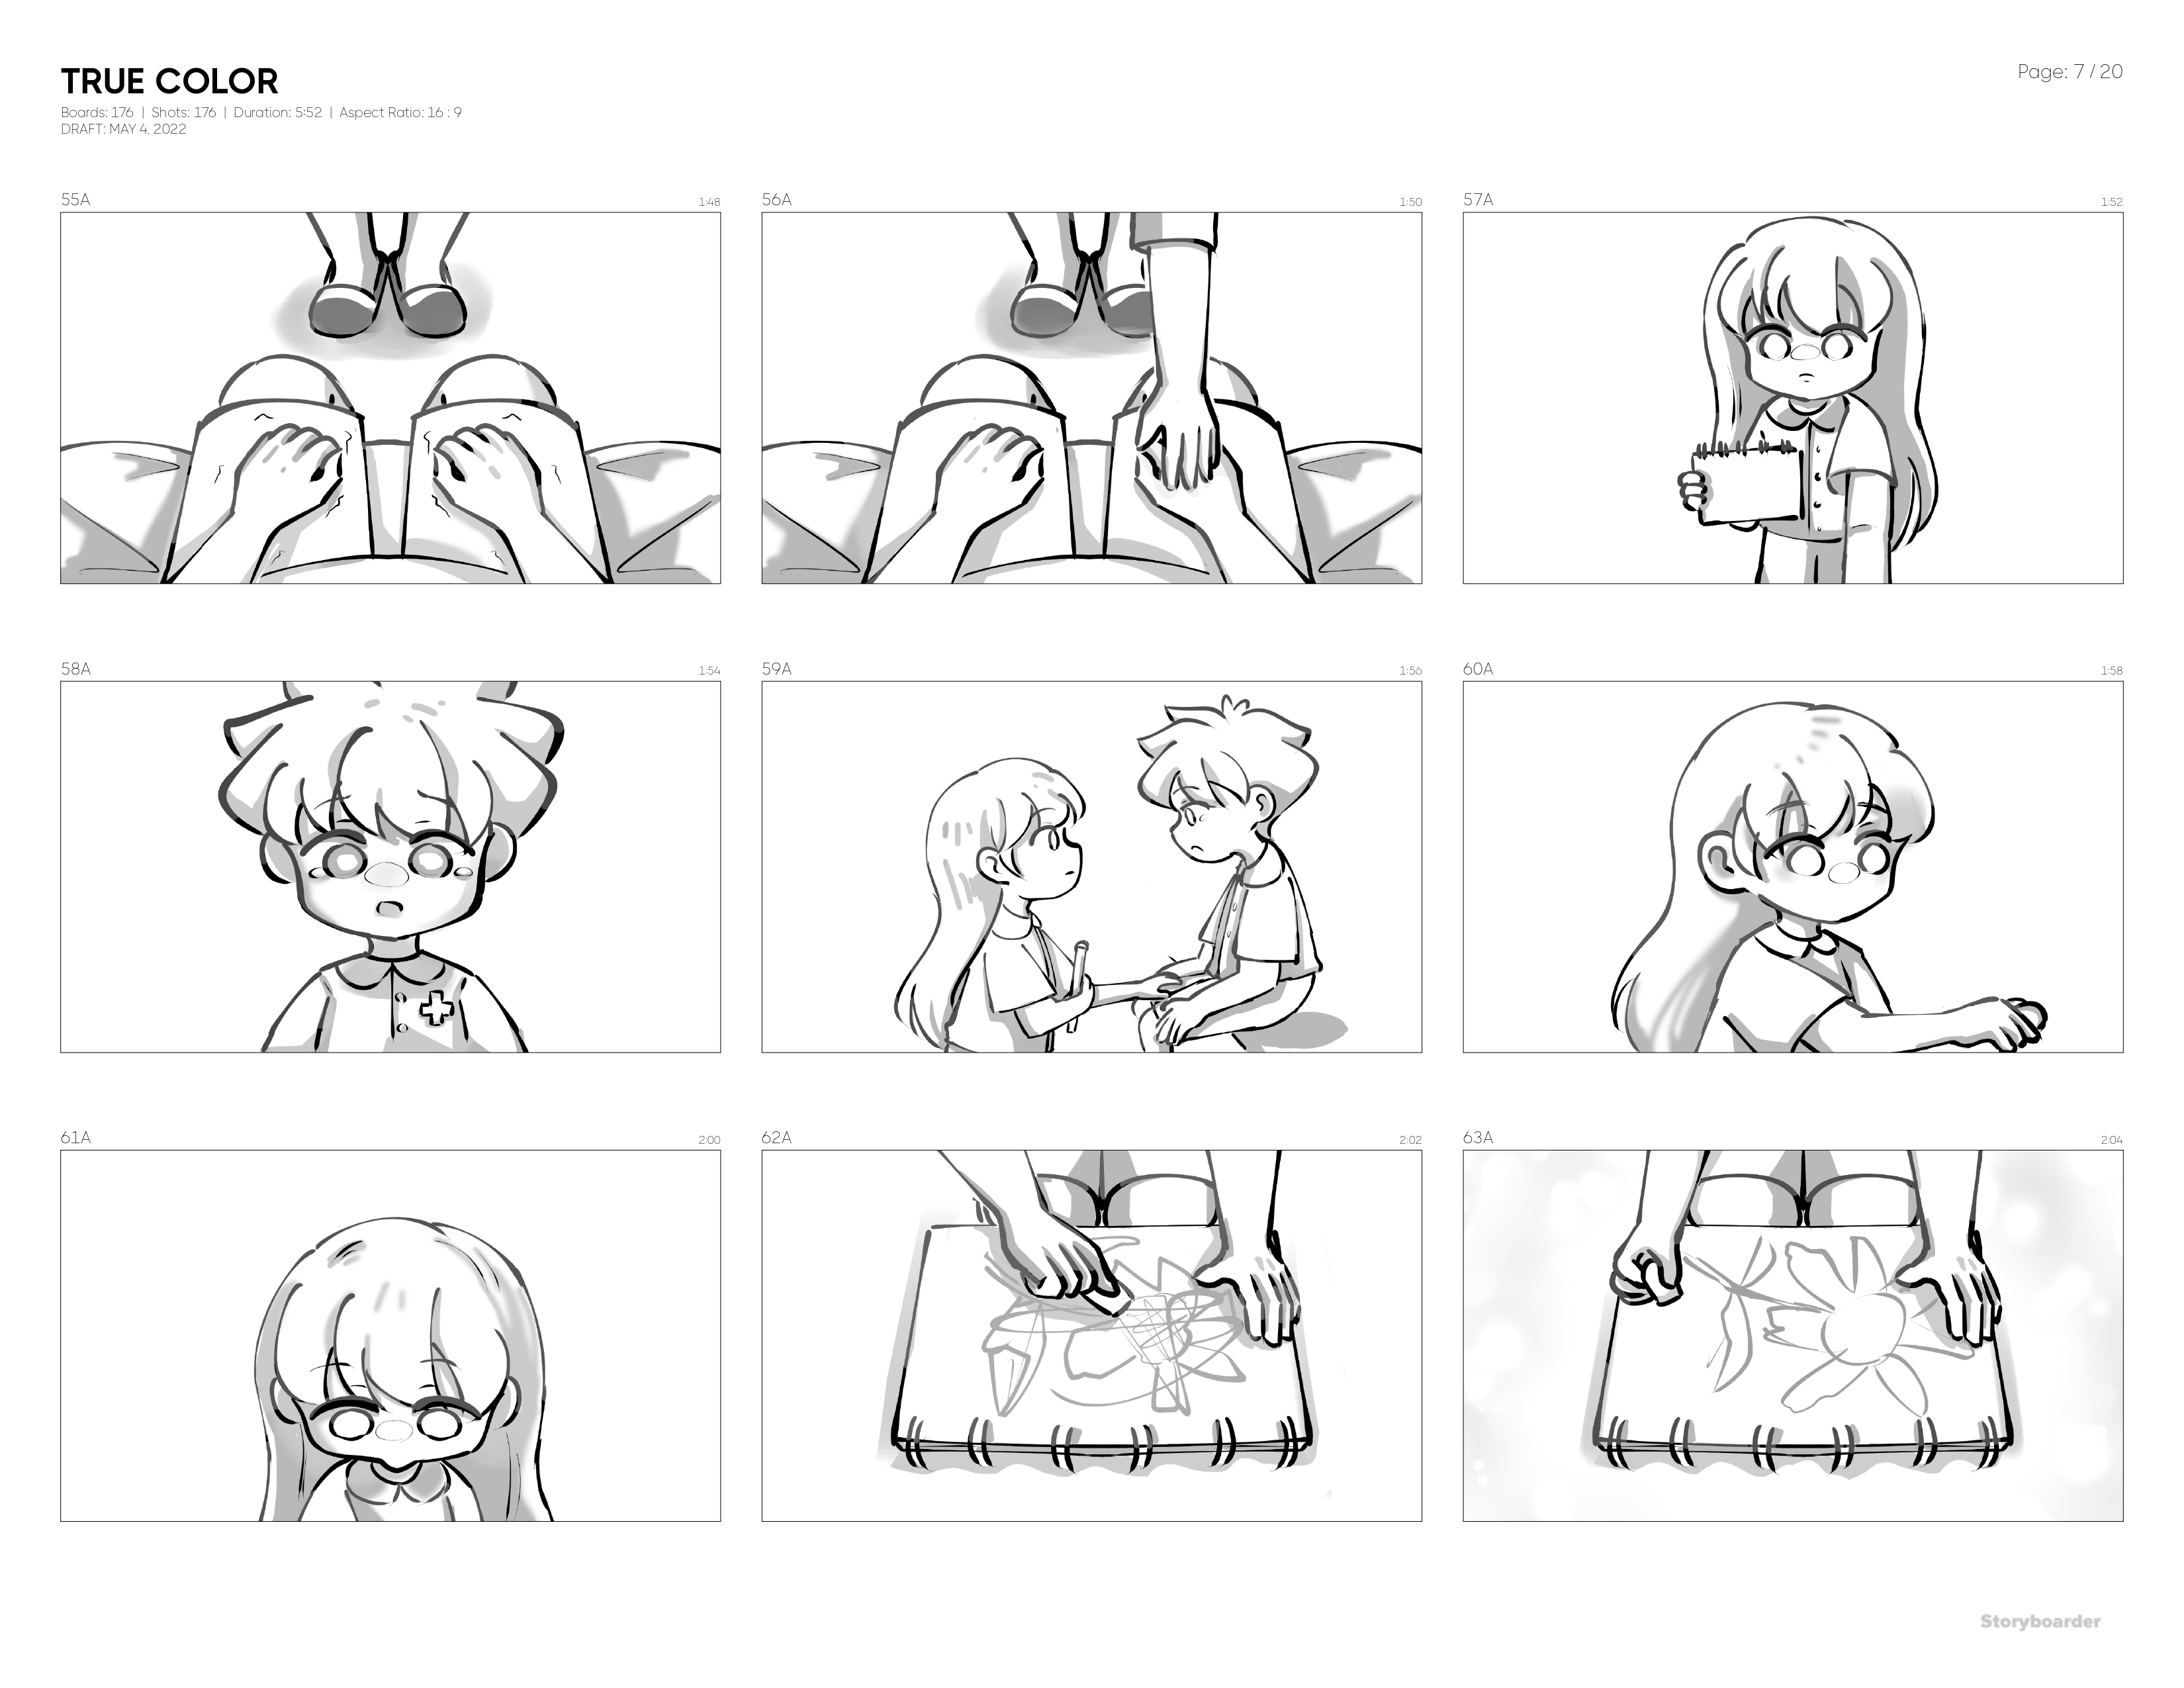 TRUE COLOR
Page: 7 / 20
Boards: 176 | Shots: 176 | Duration: 5:52 | Aspect Ratio: 16 : 9
DRAFT: MAY 4, 2022
55A 1:48
56A 1:50
57A 1:52
58A 1:54
59A 1:56
60A 1:58
61A 2:00
62A 2:02
63A 2:04
Storyboarder